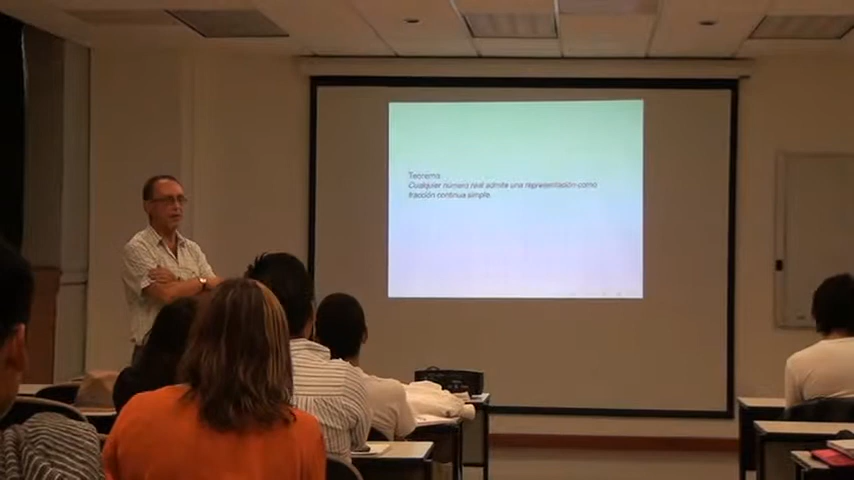 Teorema
Cualquier número real admite una representación como
fracción continua simple.